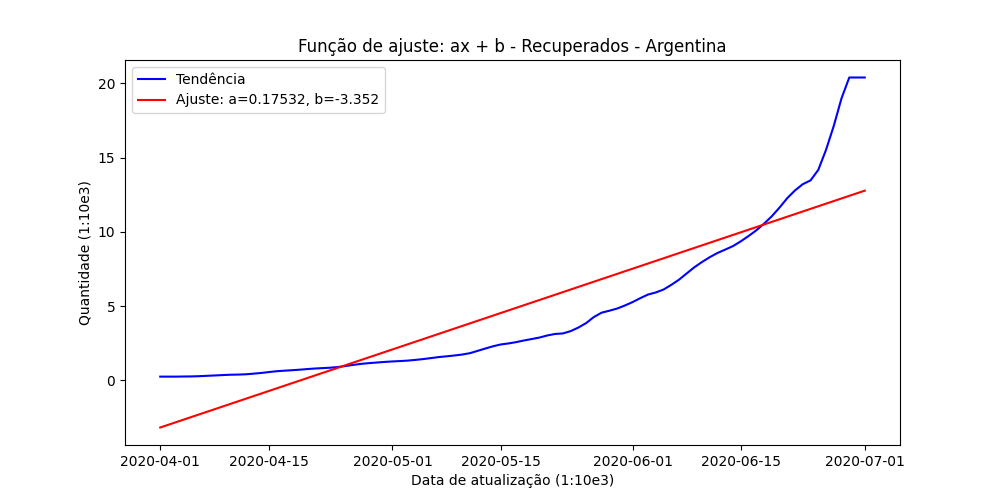 Função de ajuste: ax + b - Recuperados - Argentina
Tendência
Ajuste: a=0.17532, b=-3.352
Quantidade (1:10e3)
20
15
10
5
0
2020-04-01 2020-04-15 2020-05-01 2020-05-15 2020-06-01 2020-06-15 2020-07-01
Data de atualização (1:10e3)